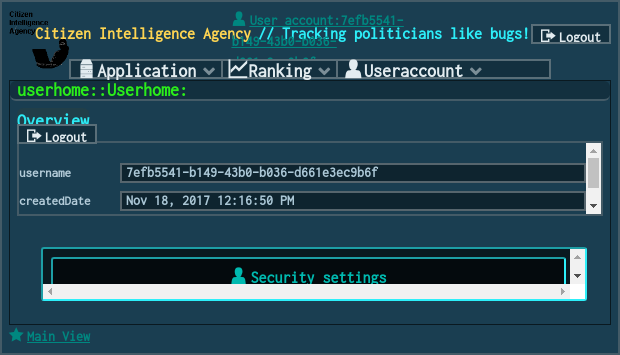 Citizen
Intelligence
Agency
User account:7efb5541-
b149-43b0-b036-
Citizen Intelligence Agency // Tracking politicians like bugs!
Logout
Application
Ranking
Useraccount
userhome::Userhome:
Overview
Logout
username
7efb5541-b149-43b0-b036-d661e3ec9b6f
createdDate
Nov 18, 2017 12:16:50 PM
Security settings
Main View